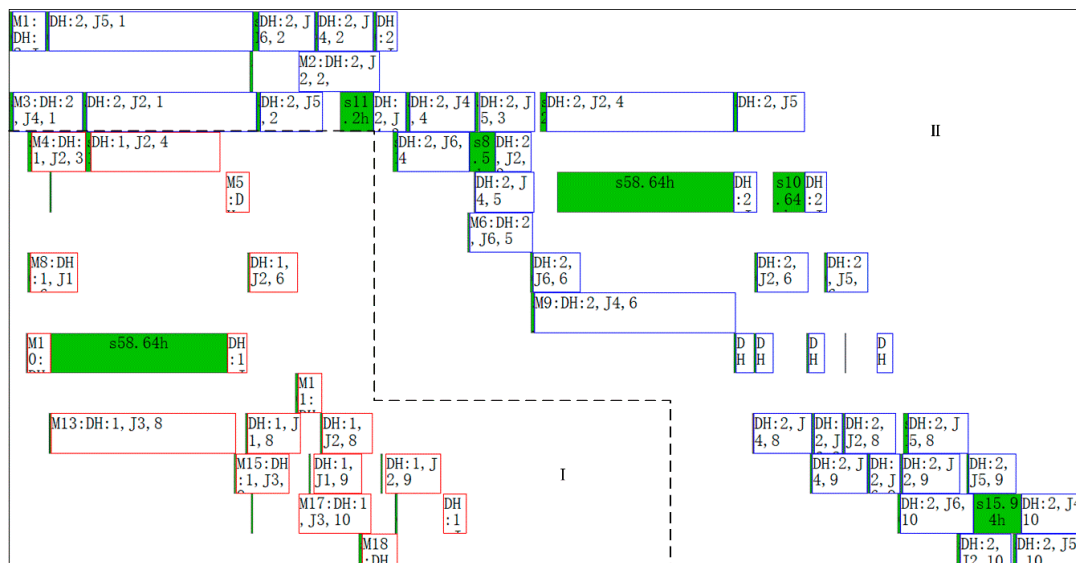 M1:
DH:
DH:2,J5,1
DH:2,J
6,2
DH:2,J
4,2
DH
:2
M2:DH:2,J
2,2,
M3:DH:2
,J4,1
DH:2,J2,1
DH:2,J5
,2
s11
.2h
DH:
2,J
DH:2,J4
,4
DH:2,J
5,3
DH:2,J2,4
DH:2,J5
II
M4:DH:
1,J2,3
DH:1,J2,4
DH:2,J6,
4
s8
.5
DH:2
,J2,
M5
:D
DH:2,J
4,5
s58.64h
DH
:2
s10
.64
DH
:2
M6:DH:2
,J6,5
M8:DH
:1,J1
DH:1,
J2,6
DH:2,
J6,6
DH:2,
J2,6
DH:2
,J5,
M9:DH:2,J4,6
M1
0:
s58.64h
DH
:1
D
H
D
H
D
H
D
H
M1
1:
M13:DH:1,J3,8
DH:1,J
1,8
DH:1,
J2,8
DH:2,J
4,8
DH:
2,J
DH:2,
J2,8
DH:2,J
5,8
M15:DH
:1,J3,
DH:1,
J1,9
DH:1,J
2,9
DH:2,J
4,9
DH:
2,J
DH:2,J
2,9
DH:2,J
5,9
I
M17:DH:1
,J3,10
DH
:1
DH:2,J6,
10
s15.9
4h
DH:2,J4
10
M18
:DH
DH:2,
J2,10
DH:2,J5
,10